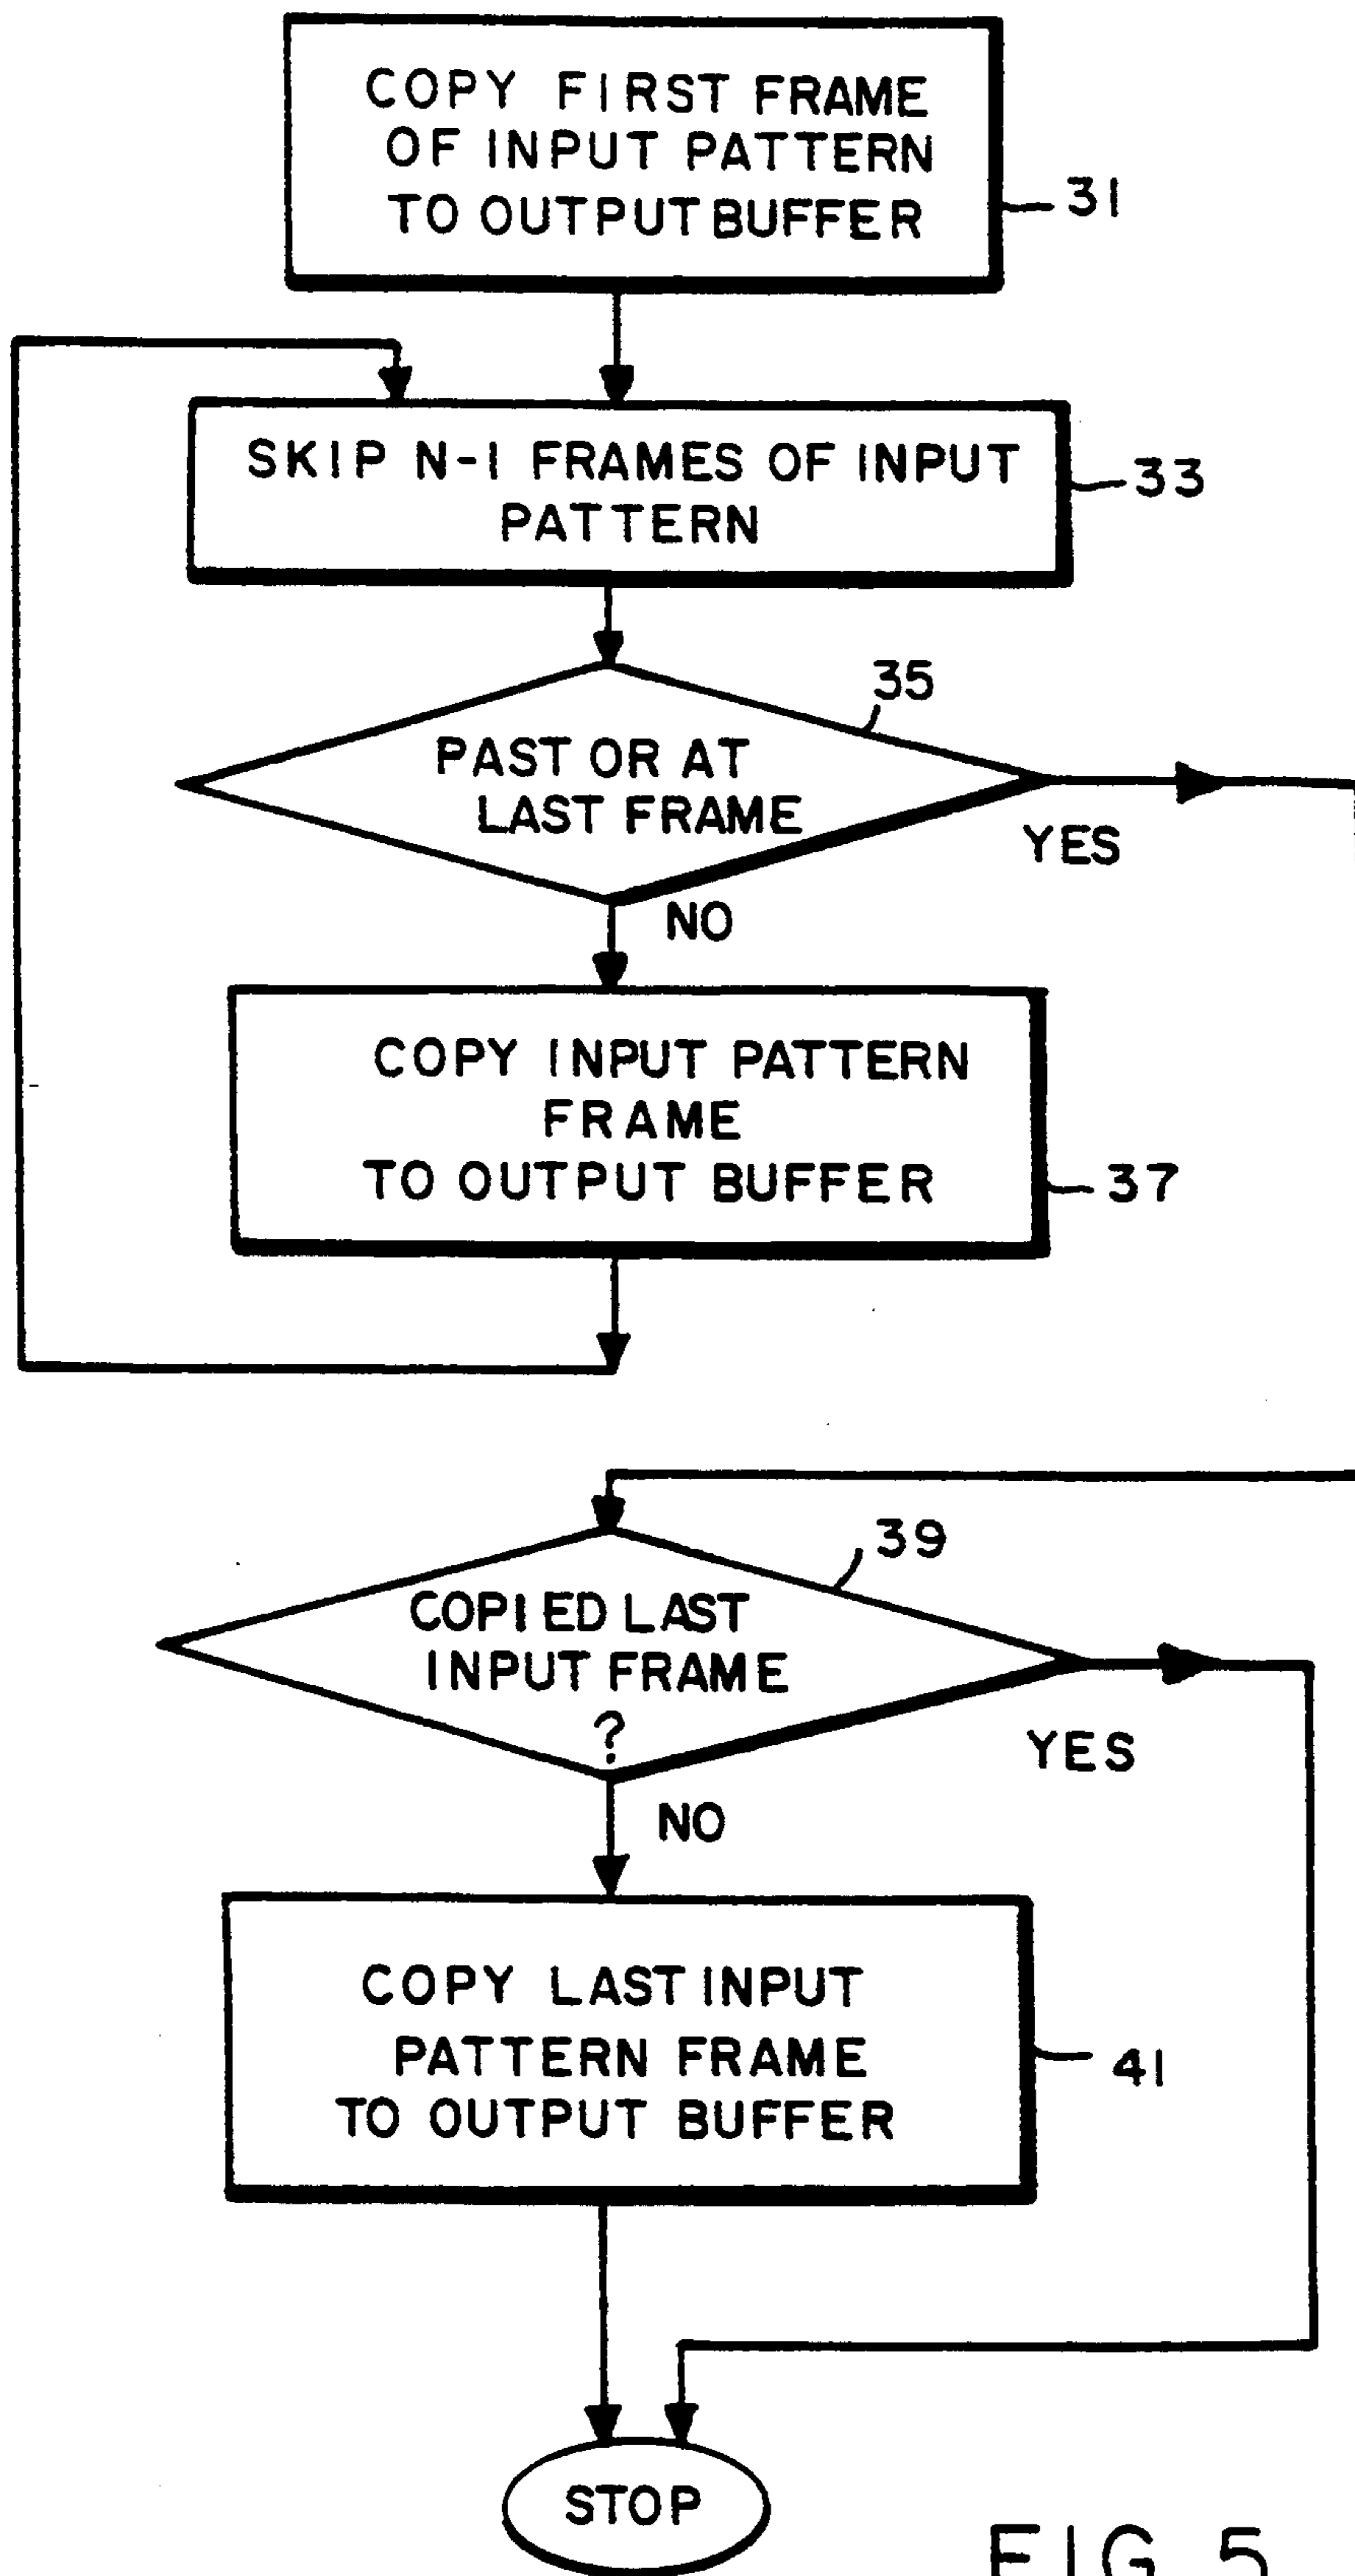 COPY FIRST FRAME
OF INPUT PATTERN
TO OUTPUT BUFFER
31
SKIP N-1 FRAMES OF INPUT
PATTERN
33
35
PAST OR AT
LAST FRAME
YES
NO
COPY INPUT PATTERN
FRAME
TO OUTPUT BUFFER
37
39
COPIED LAST
INPUT FRAME
?
YES
NO
COPY LAST INPUT
PATTERN FRAME
TO OUTPUT BUFFER
41
STOP
FIG. 5